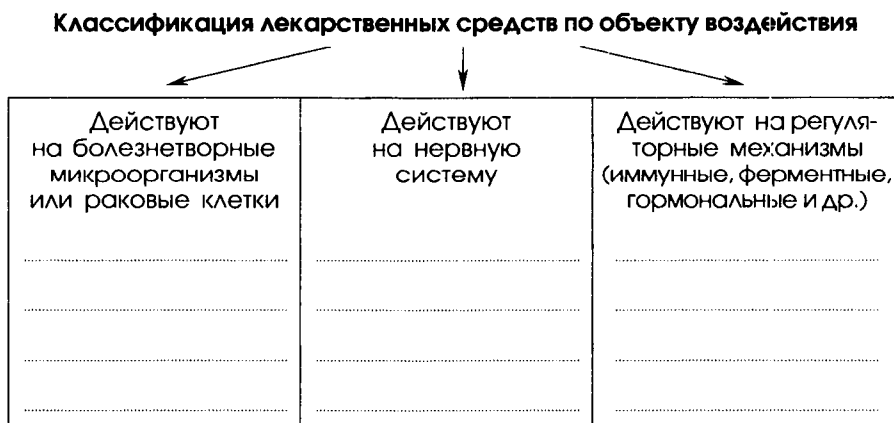 Классификация лекарственных средств по объекту воздействия
Действуют
на болезнетворные
микроорганизмы
или раковые клетки
Действуют
на нервную
систему
Действуют на регуля-
торные механизмы
(иммунные, ферментные,
гормональные и др.)